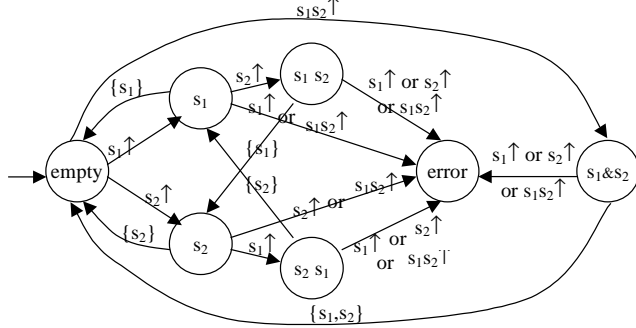 s₁s₂↑
{s₁}
s₂↑
s₁ s₂
s₁
s₁↑ or s₂↑
or s₁s₂↑
s₁↑ or
s₁s₂↑
s₁↑
{s₁}
empty
error
s₁↑ or s₂↑
or s₁s₂↑
s₁&s₂
{s₂}
s₂↑
s₁s₂↑
s₂↑ or
{s₂}
s₂
s₁↑
s₂ s₁
s₁↑ or s₂↑
or s₁s₂↑
{s₁,s₂}